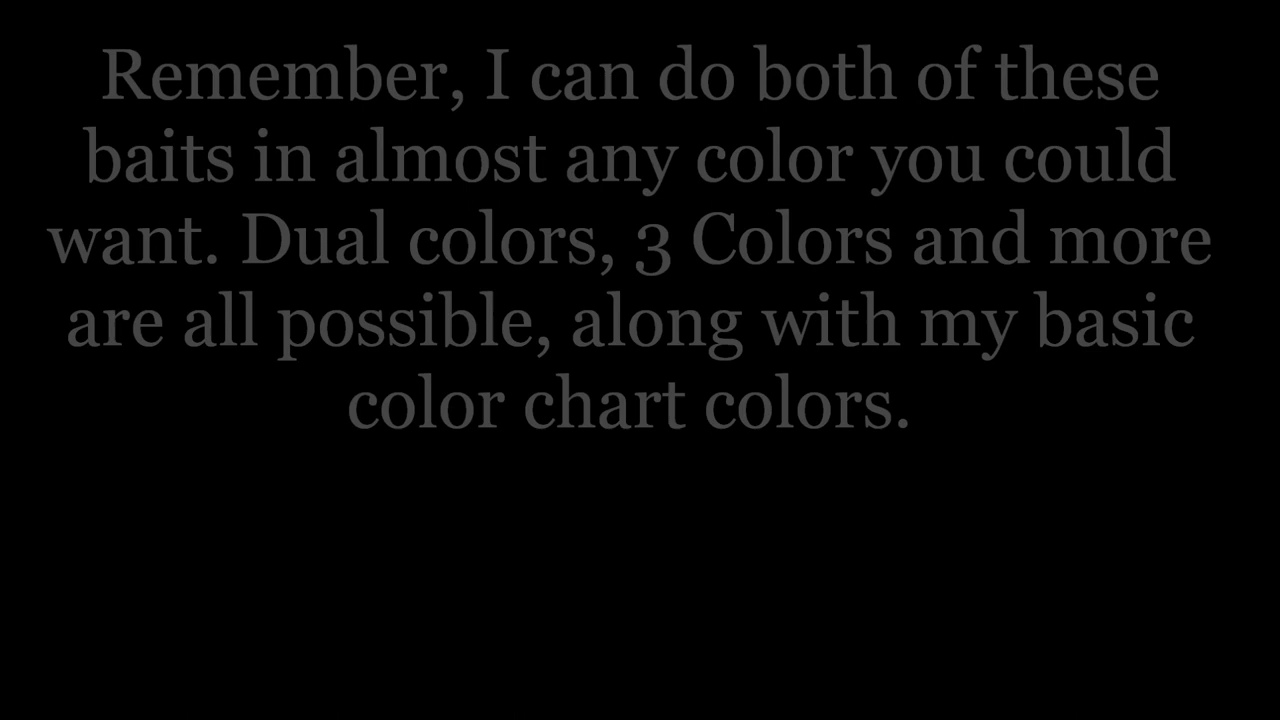 Remember, I can do both of these
baits in almost any color you could
want. Dual colors, 3 Colors and more
are all possible, along with my basic
color chart colors.